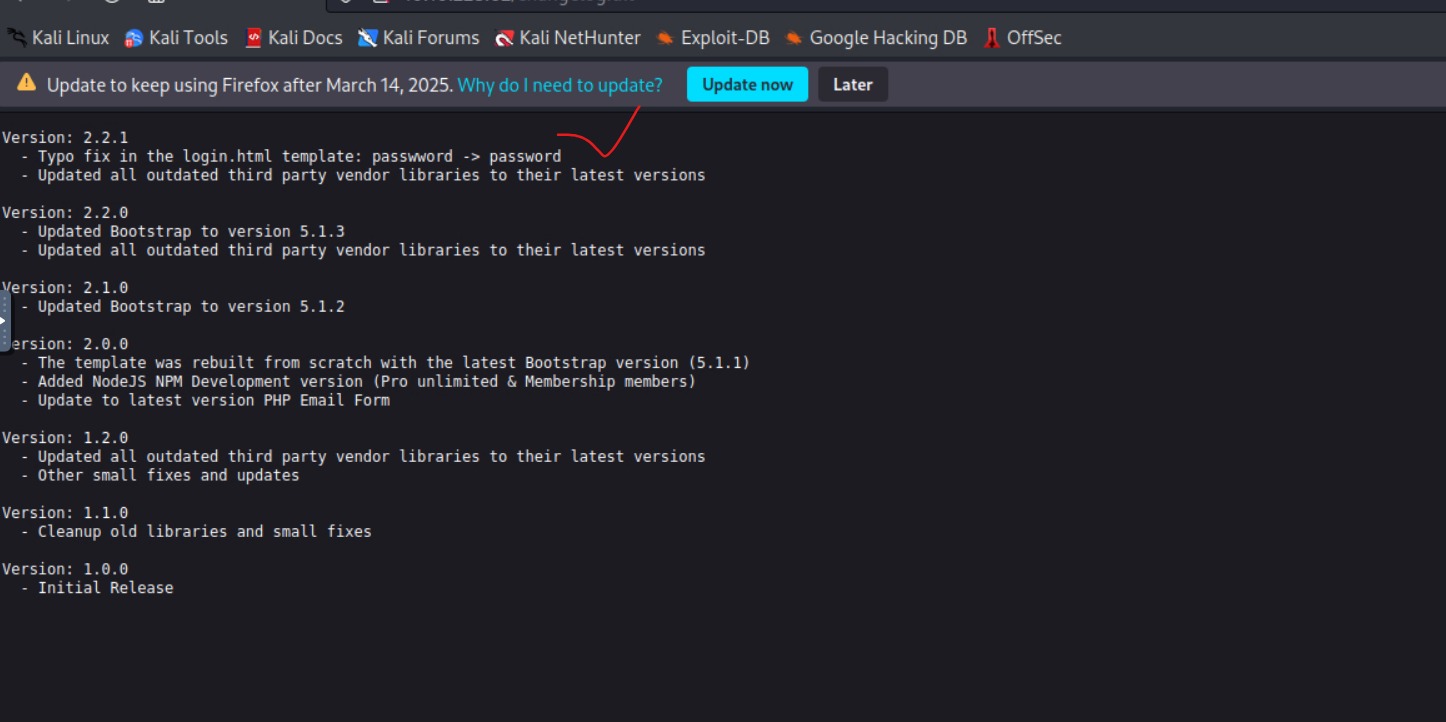 Kali Linux Kali Tools Kali Docs Kali Forums Kali NetHunter Exploit-DB Google Hacking DB OffSec
Update to keep using Firefox after March 14, 2025. Why do I need to update? Update now Later
Version: 2.2.1
- Typo fix in the login.html template: passwword -> password
- Updated all outdated third party vendor libraries to their latest versions
Version: 2.2.0
- Updated Bootstrap to version 5.1.3
- Updated all outdated third party vendor libraries to their latest versions
Version: 2.1.0
- Updated Bootstrap to version 5.1.2
ersion: 2.0.0
- The template was rebuilt from scratch with the latest Bootstrap version (5.1.1)
- Added NodeJS NPM Development version (Pro unlimited & Membership members)
- Update to latest version PHP Email Form
Version: 1.2.0
- Updated all outdated third party vendor libraries to their latest versions
- Other small fixes and updates
Version: 1.1.0
- Cleanup old libraries and small fixes
Version: 1.0.0
- Initial Release